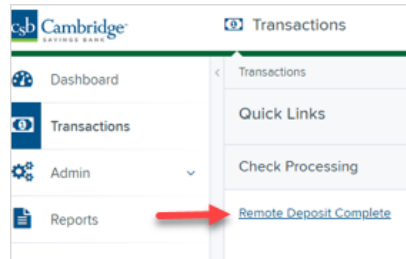 csb Cambridge
SAVINGS BANK
Transactions
Dashboard
Transactions
Admin
Reports
Transactions
Quick Links
Check Processing
Remote Deposit Complete